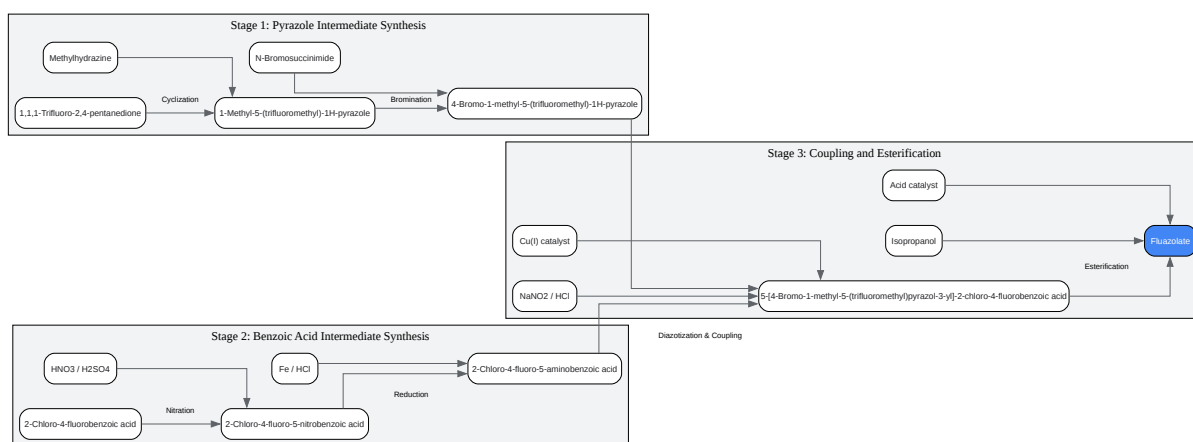 Stage 1: Pyrazole Intermediate Synthesis
Methylhydrazine
N-Bromosuccinimide
1,1,1-Trifluoro-2,4-pentanedione
Cyclization
1-Methyl-5-(trifluoromethyl)-1H-pyrazole
Bromination
4-Bromo-1-methyl-5-(trifluoromethyl)-1H-pyrazole
Stage 3: Coupling and Esterification
Acid catalyst
Cu(I) catalyst
Isopropanol
Fluazolate
Esterification
NaNO2 / HCl
5-[4-Bromo-1-methyl-5-(trifluoromethyl)pyrazol-3-yl]-2-chloro-4-fluorobenzoic acid
Diazotization & Coupling
Stage 2: Benzoic Acid Intermediate Synthesis
HNO3 / H2SO4
Fe / HCl
2-Chloro-4-fluoro-5-aminobenzoic acid
Reduction
2-Chloro-4-fluorobenzoic acid
Nitration
2-Chloro-4-fluoro-5-nitrobenzoic acid